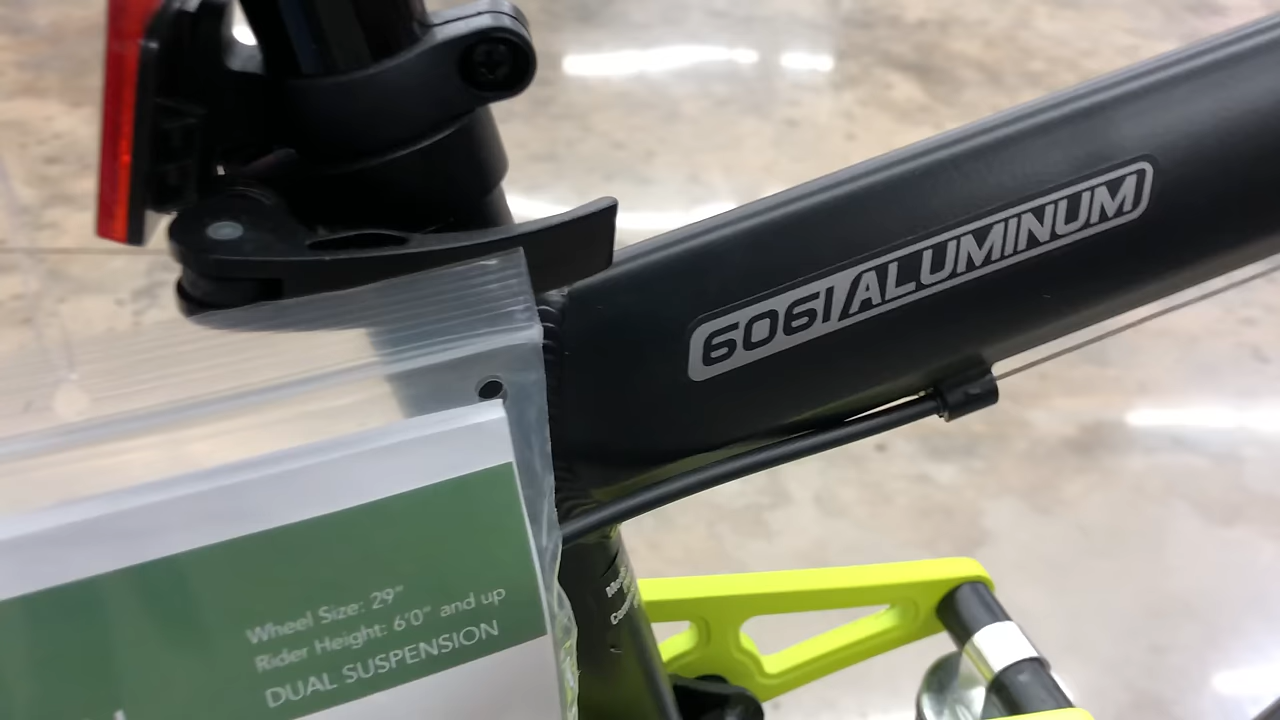 6061 ALUMINUM
Wheel Size: 29"
Rider Height: 6'0" and up
DUAL SUSPENSION